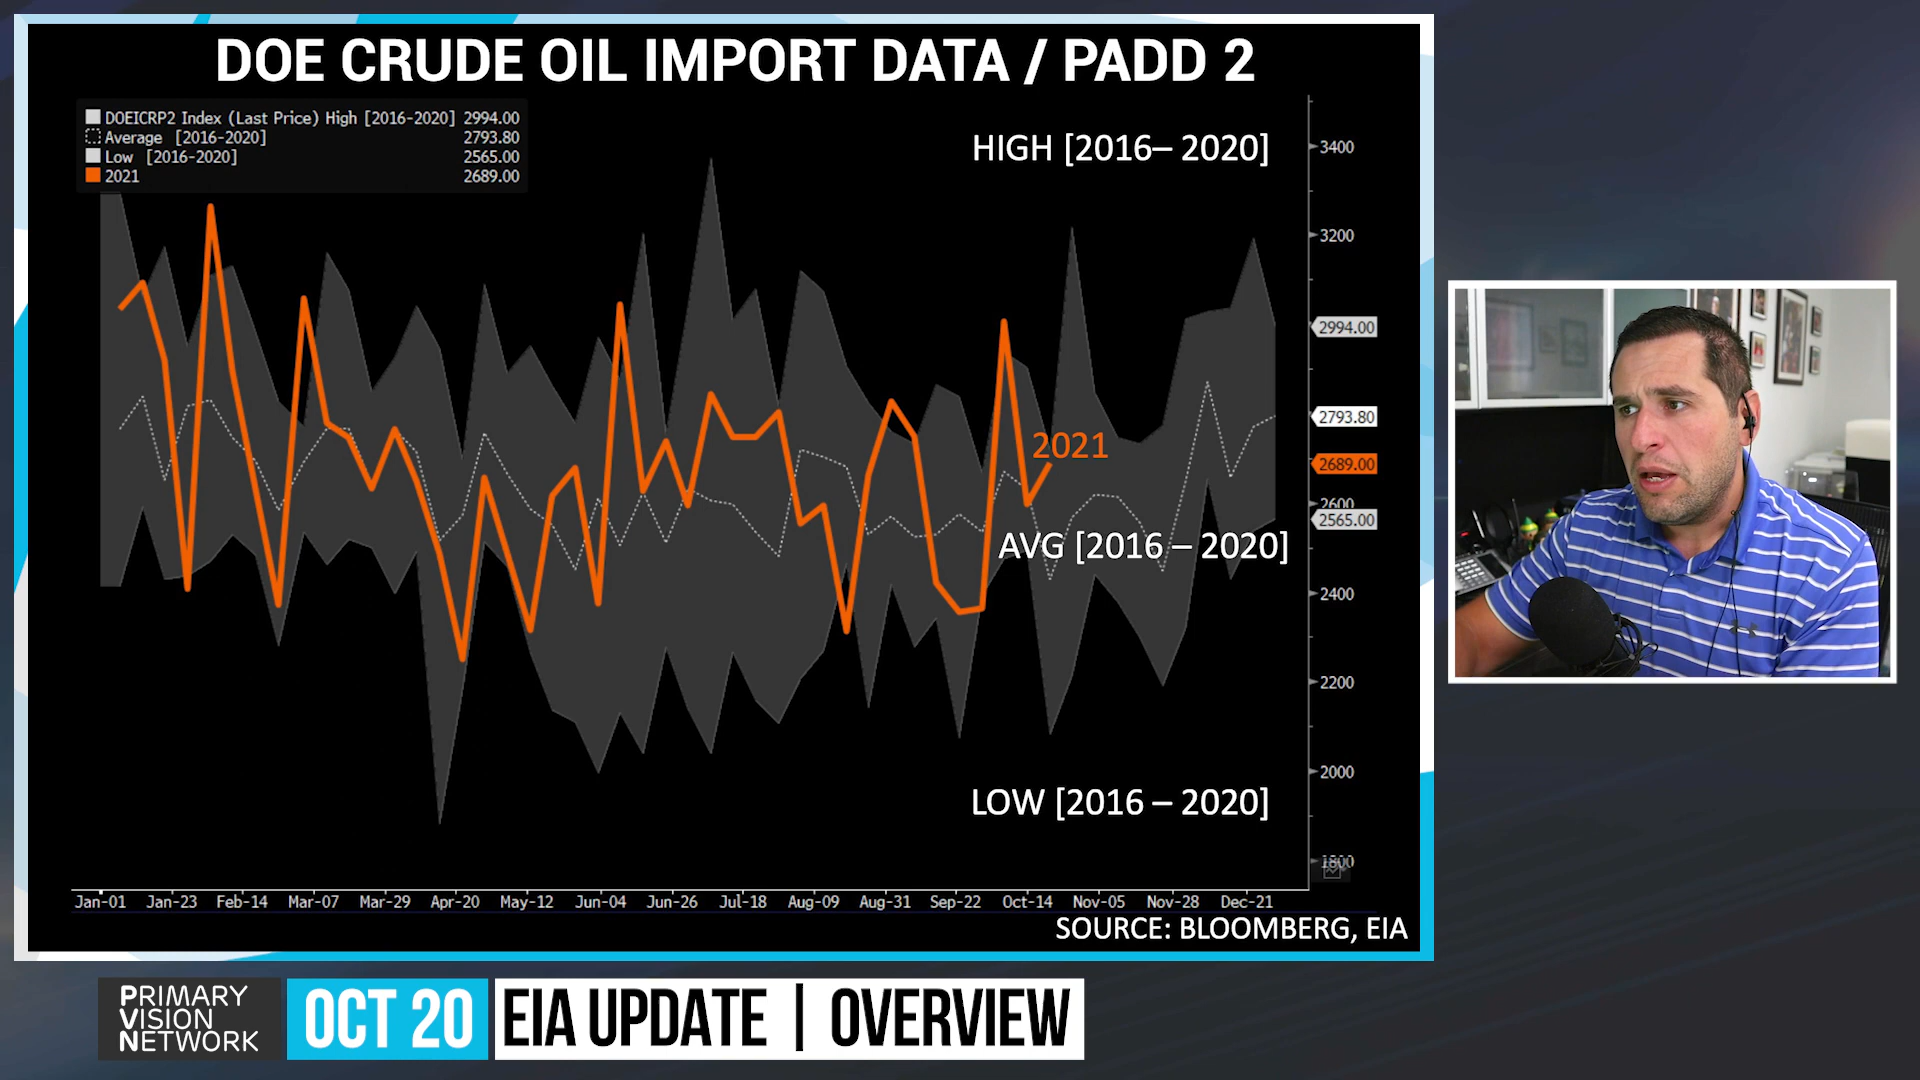 DOE CRUDE OIL IMPORT DATA / PADD 2
DOEICRP2 Index (Last Price) High [2016-2020] 2994.00
Average [2016-2020] 2793.80
Low [2016-2020] 2565.00
2021 2689.00
HIGH [2016– 2020]
3400
3200
2994.00
2793.80
2021
2689.00
2600
2565.00
AVG [2016 – 2020]
2400
2200
2000
LOW [2016 – 2020]
1800
Jan-01 Jan-23 Feb-14 Mar-07 Mar-29 Apr-20 May-12 Jun-04 Jun-26 Jul-18 Aug-09 Aug-31 Sep-22 Oct-14 Nov-05 Nov-28 Dec-21
SOURCE: BLOOMBERG, EIA
PRIMARY
VISION
NETWORK
OCT 20
EIA UPDATE | OVERVIEW